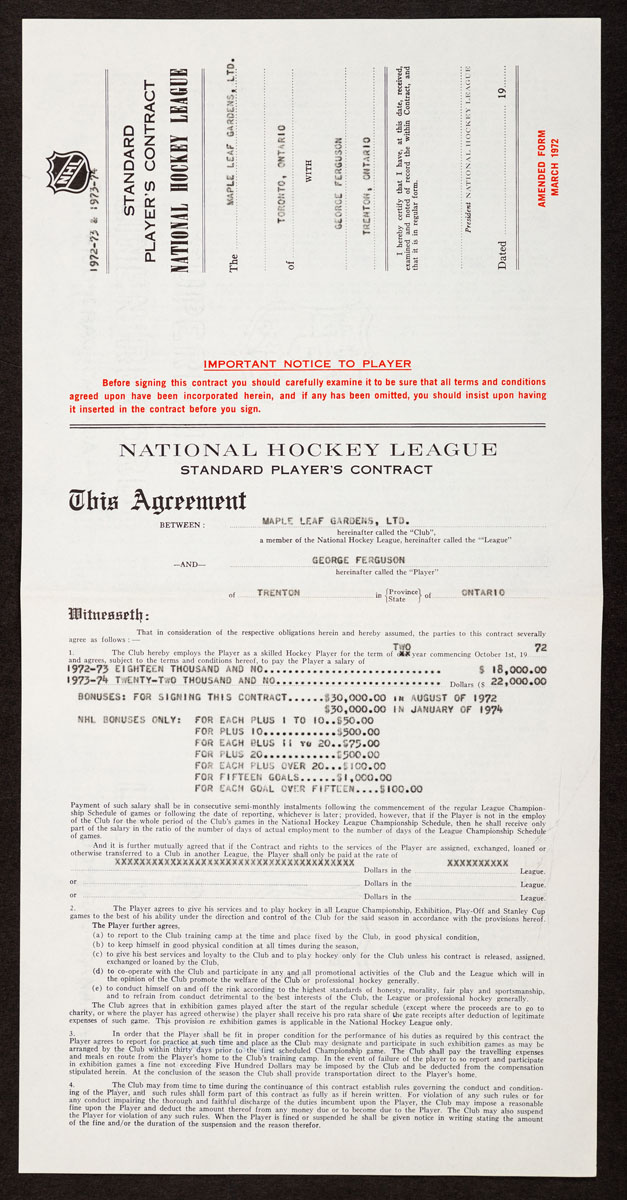 NHL
1972-73 & 1973-74
STANDARD
PLAYER'S CONTRACT
NATIONAL HOCKEY LEAGUE
The MAPLE LEAF GARDENS, LTD.
of TORONTO, ONTARIO
WITH
GEORGE FERGUSON
TRENTON, ONTARIO
I hereby certify that I have, at this date, received,
examined and noted of record the within Contract, and
that it is in regular form.
President NATIONAL HOCKEY LEAGUE
Dated 19
AMENDED FORM
MARCH 1972
IMPORTANT NOTICE TO PLAYER
Before signing this contract you should carefully examine it to be sure that all terms and conditions
agreed upon have been incorporated herein, and if any has been omitted, you should insist upon having
it inserted in the contract before you sign.
NATIONAL HOCKEY LEAGUE
STANDARD PLAYER'S CONTRACT
This Agreement
BETWEEN: MAPLE LEAF GARDENS, LTD.
hereinafter called the "Club",
a member of the National Hockey League, hereinafter called the "League"
—AND— GEORGE FERGUSON
hereinafter called the "Player"
of TRENTON in {Province State} of ONTARIO
Witnesseth:
That in consideration of the respective obligations herein and hereby assumed, the parties to this contract severally
agree as follows:—
1. The Club hereby employs the Player as a skilled Hockey Player for the term of TWO year commencing October 1st, 19 72
and agrees, subject to the terms and conditions hereof, to pay the Player a salary of
1972-73 EIGHTEEN THOUSAND AND NO........................................ $ 18,000.00
1973-74 TWENTY-TWO THOUSAND AND NO...................................... Dollars ($ 22,000.00
BONUSES: FOR SIGNING THIS CONTRACT......$30,000.00 IN AUGUST OF 1972
$30,000.00 IN JANUARY OF 1974
NHL BONUSES ONLY: FOR EACH PLUS 1 TO 10..$50.00
FOR PLUS 10............$500.00
FOR EACH PLUS 11 TO 20..$75.00
FOR PLUS 20............$500.00
FOR EACH PLUS OVER 20...$100.00
FOR FIFTEEN GOALS......$1,000.00
FOR EACH GOAL OVER FIFTEEN....$100.00
Payment of such salary shall be in consecutive semi-monthly instalments following the commencement of the regular League Champion-
ship Schedule of games or following the date of reporting, whichever is later; provided, however, that if the Player is not in the employ
of the Club for the whole period of the Club's games in the National Hockey League Championship Schedule, then he shall receive only
part of the salary in the ratio of the number of days of actual employment to the number of days of the League Championship Schedule
of games.
And it is further mutually agreed that if the Contract and rights to the services of the Player are assigned, exchanged, loaned or
otherwise transferred to a Club in another League, the Player shall only be paid at the rate of
XXXXXXXXXXXXXXXXXXXXXXXXXXXXXXXXXXXXXXXX Dollars in the XXXXXXXXXX League.
or Dollars in the League.
or Dollars in the League.
2. The Player agrees to give his services and to play hockey in all League Championship, Exhibition, Play-Off and Stanley Cup
games to the best of his ability under the direction and control of the Club for the said season in accordance with the provisions hereof.
The Player further agrees,
(a) to report to the Club training camp at the time and place fixed by the Club, in good physical condition,
(b) to keep himself in good physical condition at all times during the season,
(c) to give his best services and loyalty to the Club and to play hockey only for the Club unless his contract is released, assigned,
exchanged or loaned by the Club,
(d) to co-operate with the Club and participate in any and all promotional activities of the Club and the League which will in
the opinion of the Club promote the welfare of the Club or professional hockey generally.
(e) to conduct himself on and off the rink according to the highest standards of honesty, morality, fair play and sportsmanship,
and to refrain from conduct detrimental to the best interests of the Club, the League or professional hockey generally.
The Club agrees that in exhibition games played after the start of the regular schedule (except where the proceeds are to go to
charity, or where the player has agreed otherwise) the player shall receive his pro rata share of the gate receipts after deduction of legitimate
expenses of such game. This provision re exhibition games is applicable in the National Hockey League only.
3. In order that the Player shall be fit in proper condition for the performance of his duties as required by this contract the
Player agrees to report for practice at such time and place as the Club may designate and participate in such exhibition games as may be
arranged by the Club within thirty days prior to the first scheduled Championship game. The Club shall pay the travelling expenses
and meals en route from the Player's home to the Club's training camp. In the event of failure of the player to so report and participate
in exhibition games a fine not exceeding Five Hundred Dollars may be imposed by the Club and be deducted from the compensation
stipulated herein. At the conclusion of the season the Club shall provide transportation direct to the Player's home.
4. The Club may from time to time during the continuance of this contract establish rules governing the conduct and condition-
ing of the Player, and such rules shall form part of this contract as fully as if herein written. For violation of any such rules or for
any conduct impairing the thorough and faithful discharge of the duties incumbent upon the Player, the Club may impose a reasonable
fine upon the Player and deduct the amount thereof from any money due or to become due to the Player. The Club may also suspend
the Player for violation of any such rules. When the Player is fined or suspended he shall be given notice in writing stating the amount
of the fine and/or the duration of the suspension and the reason therefor.